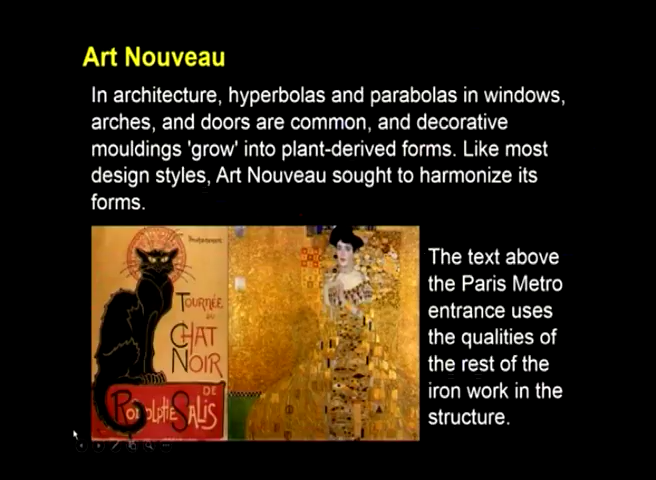 Art Nouveau
In architecture, hyperbolas and parabolas in windows,
arches, and doors are common, and decorative
mouldings 'grow' into plant-derived forms. Like most
design styles, Art Nouveau sought to harmonize its
forms.
TOURNÉE
DU
CHAT
NOIR
DE
RODOLPHE SALIS
The text above
the Paris Metro
entrance uses
the qualities of
the rest of the
iron work in the
structure.